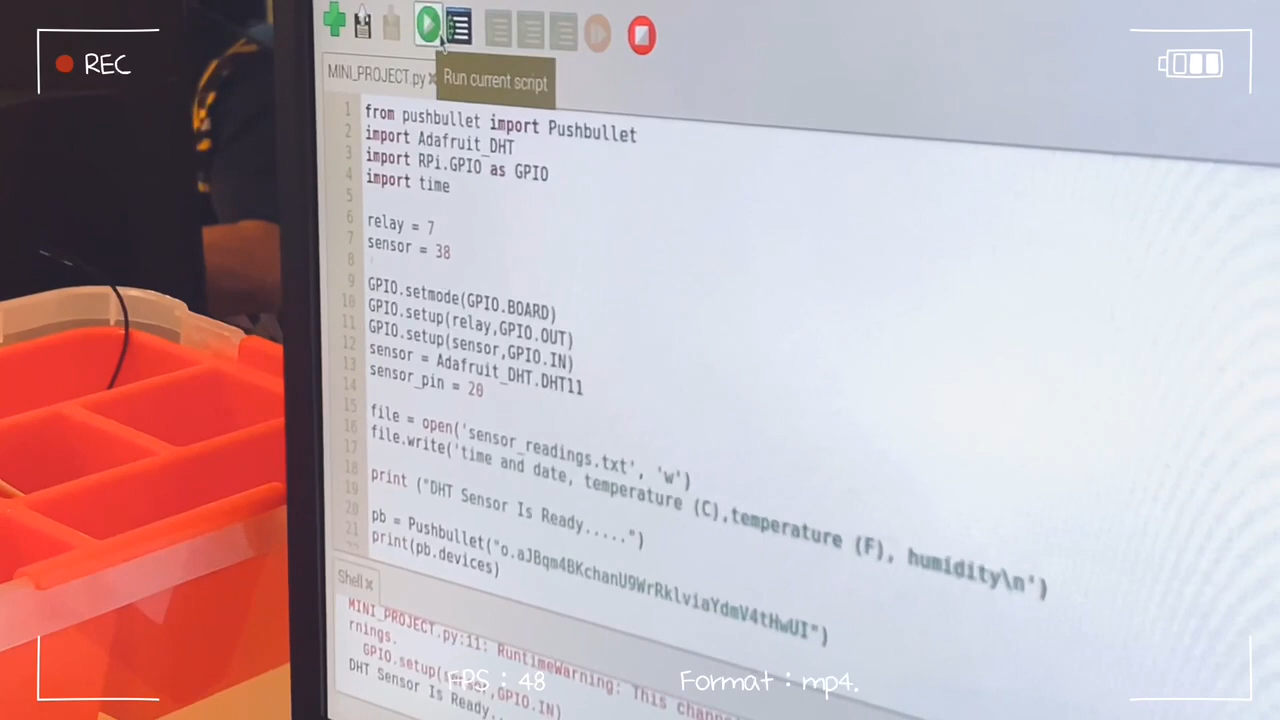 REC
Run current script
MINI_PROJECT.py
1 from pushbullet import Pushbullet
2 import Adafruit_DHT
3 import RPi.GPIO as GPIO
4 import time
5
6 relay = 7
7 sensor = 38
8
9 GPIO.setmode(GPIO.BOARD)
10 GPIO.setup(relay,GPIO.OUT)
11 GPIO.setup(sensor,GPIO.IN)
12 sensor = Adafruit_DHT.DHT11
13 sensor_pin = 20
14
15 file = open('sensor_readings.txt', 'w')
16 file.write('time and date, temperature (C),temperature (F), humidity\n')
17
18 print ("DHT Sensor Is Ready.....")
19
20 pb = Pushbullet("o.aJBqm4BKchanU9WrRklviaYdmV4tHwUI")
21 print(pb.devices)
Shell
MINI_PROJECT.py:11: RuntimeWarning: This
rnings.
GPIO.setup(,GPIO.IN)
DHT Sensor Is Ready..
FPS : 48
Format : mp4.